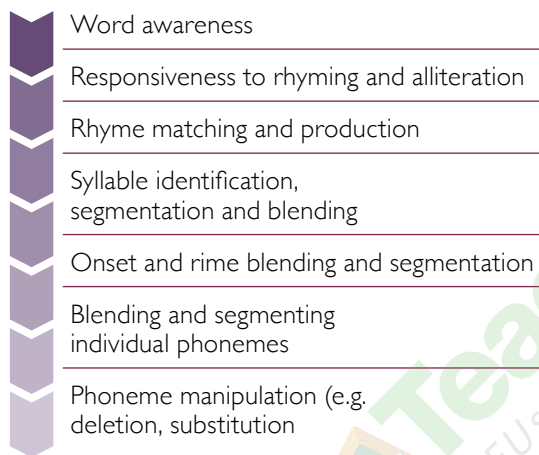 Word awareness
Responsiveness to rhyming and alliteration
Rhyme matching and production
Syllable identification,
segmentation and blending
Onset and rime blending and segmentation
Blending and segmenting
individual phonemes
Phoneme manipulation (e.g.
deletion, substitution